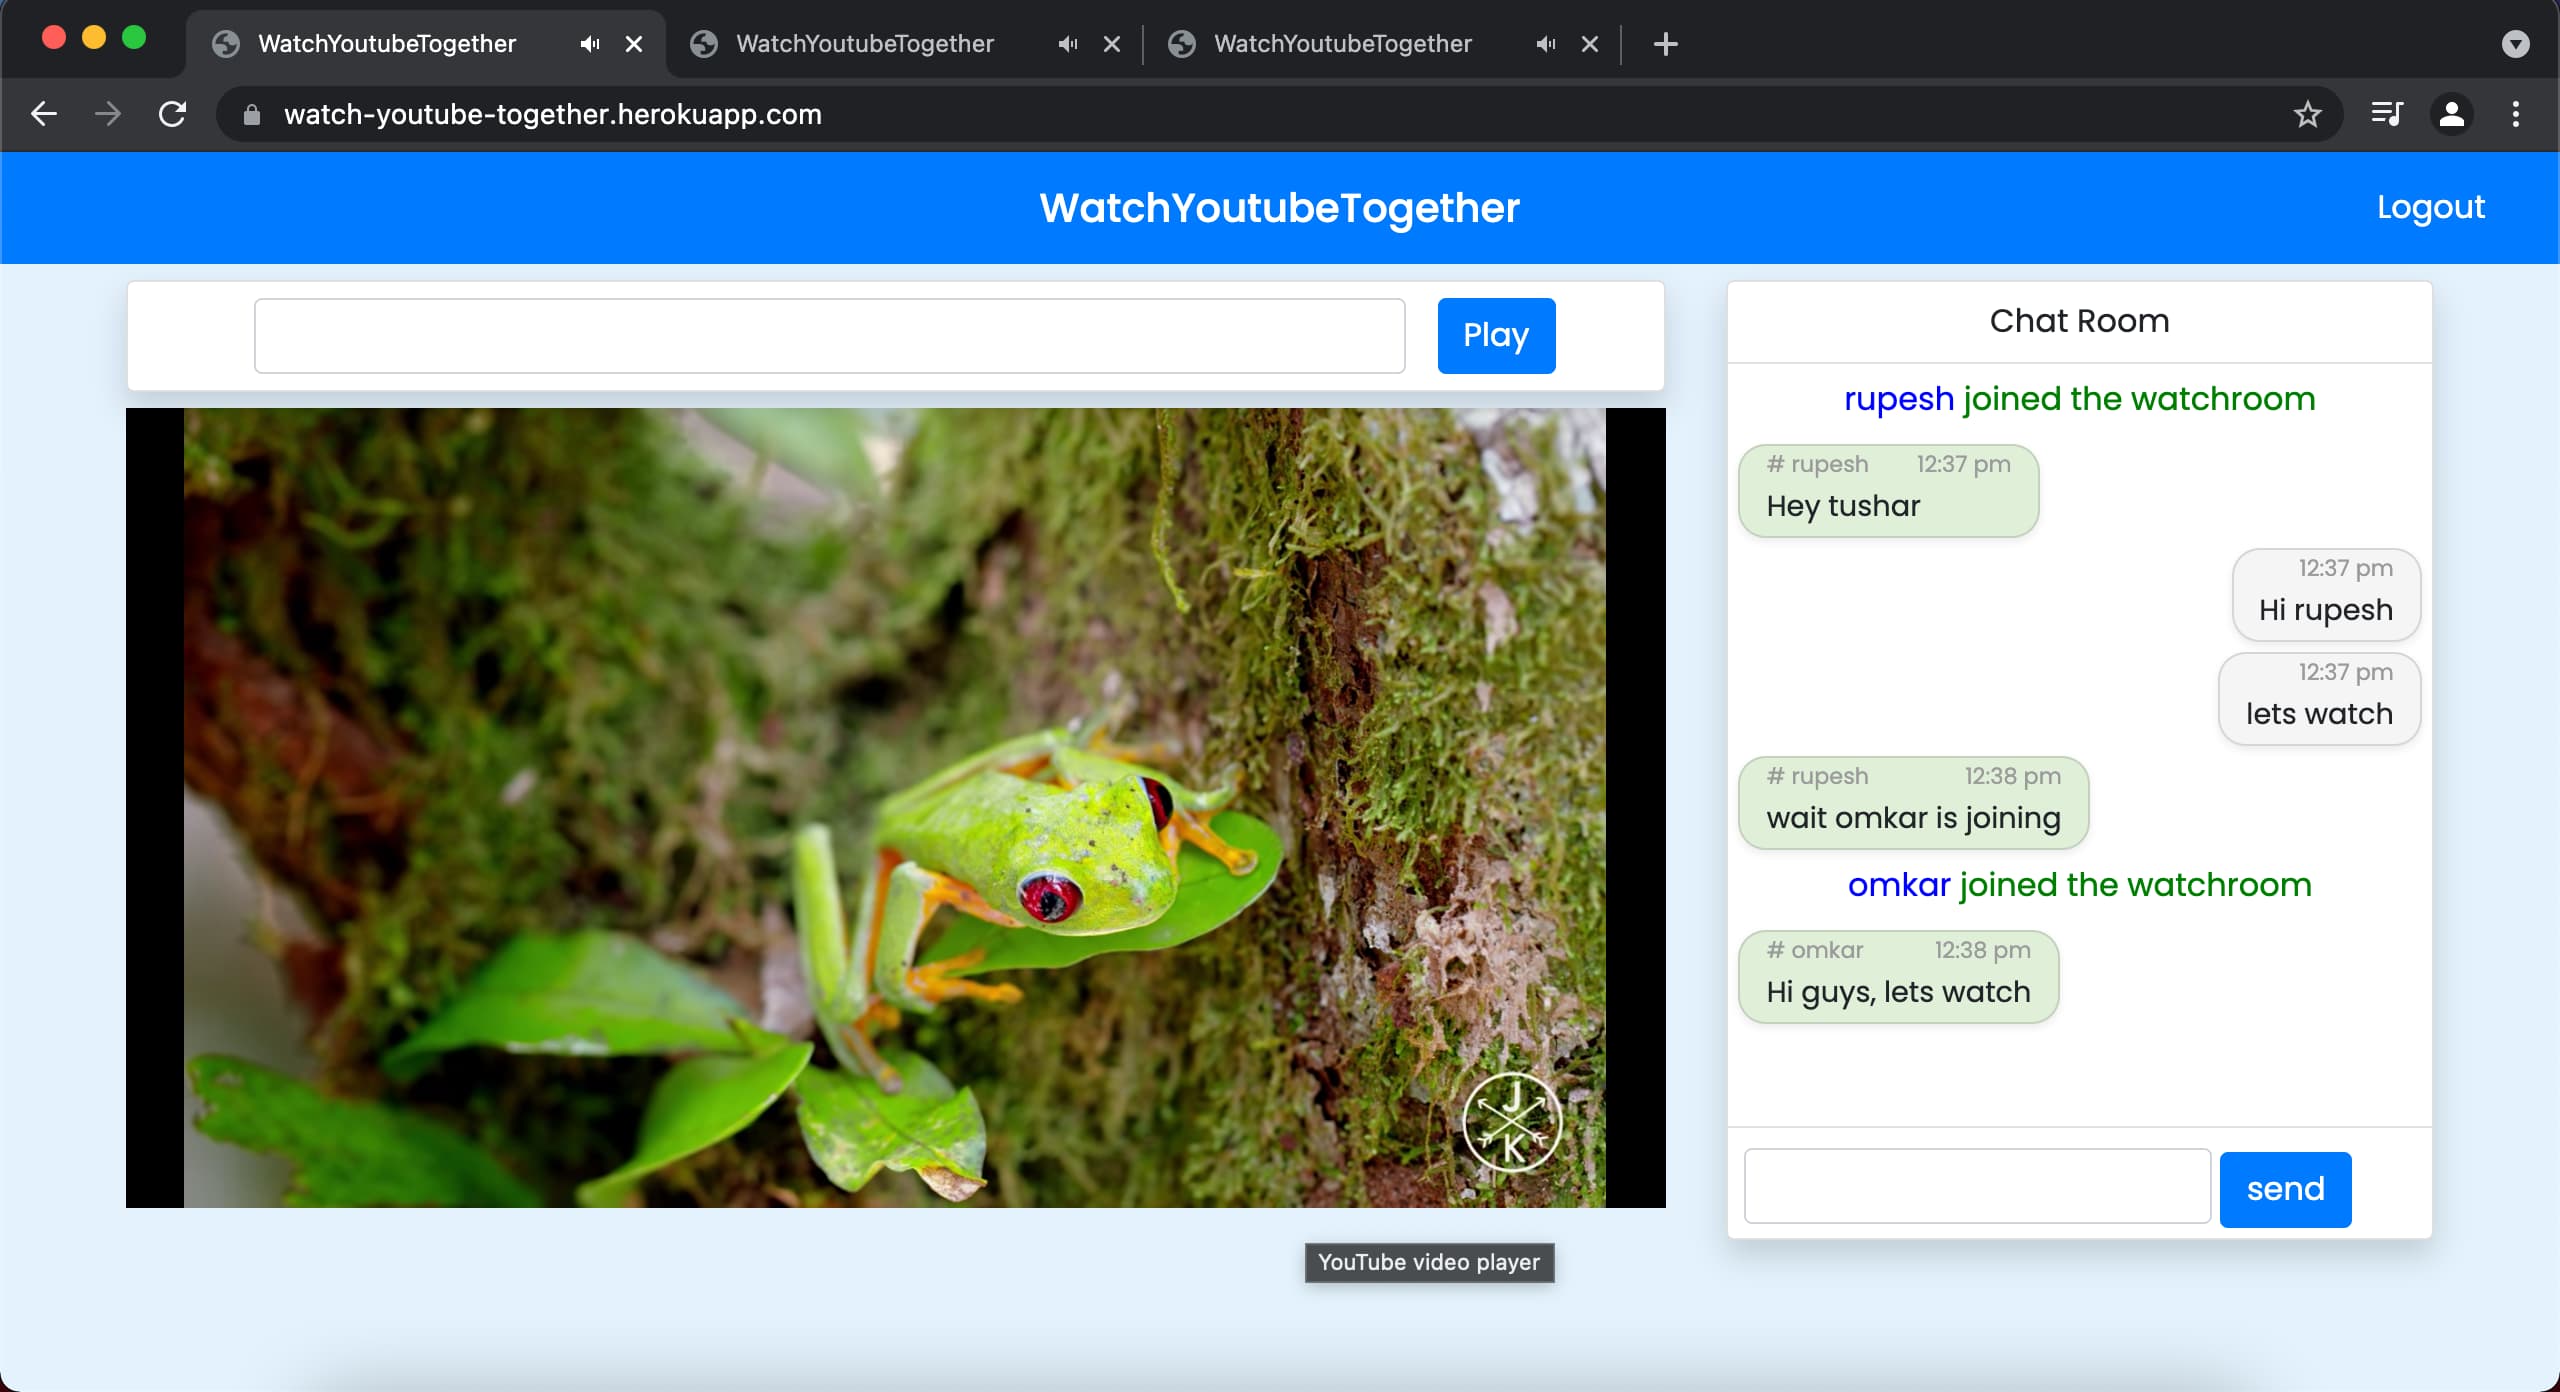 WatchYoutubeTogether
WatchYoutubeTogether
WatchYoutubeTogether
watch-youtube-together.herokuapp.com
WatchYoutubeTogether
Logout
Play
Chat Room
rupesh joined the watchroom
# rupesh 12:37 pm
Hey tushar
12:37 pm
Hi rupesh
12:37 pm
lets watch
# rupesh 12:38 pm
wait omkar is joining
omkar joined the watchroom
# omkar 12:38 pm
Hi guys, lets watch
J
K
send
YouTube video player